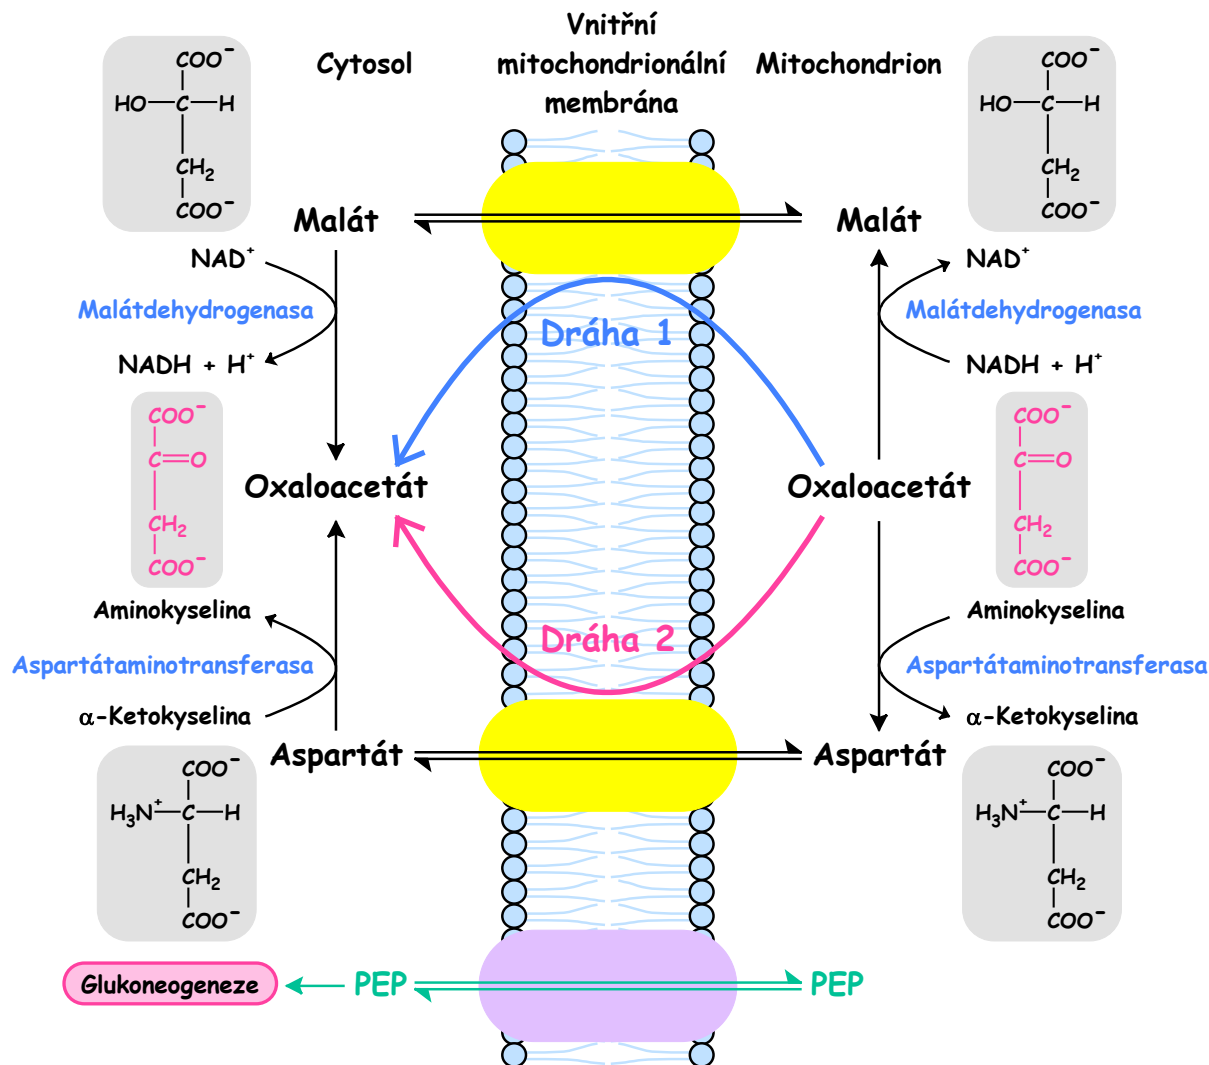 Vnitřní
Cytosol mitochondrionální Mitochondrion
membrána
COO⁻
HO—C—H
CH₂
COO⁻
COO⁻
HO—C—H
CH₂
COO⁻
Malát
Malát
NAD⁺
NAD⁺
Malátdehydrogenasa
Dráha 1
Malátdehydrogenasa
NADH + H⁺
NADH + H⁺
COO⁻
C=O
CH₂
COO⁻
Oxaloacetát
Oxaloacetát
COO⁻
C=O
CH₂
COO⁻
Aminokyselina
Aminokyselina
Aspartátaminotransferasa
Dráha 2
Aspartátaminotransferasa
α-Ketokyselina
α-Ketokyselina
Aspartát
Aspartát
COO⁻
H₃N⁺—C—H
CH₂
COO⁻
COO⁻
H₃N⁺—C—H
CH₂
COO⁻
Glukoneogeneze
PEP
PEP